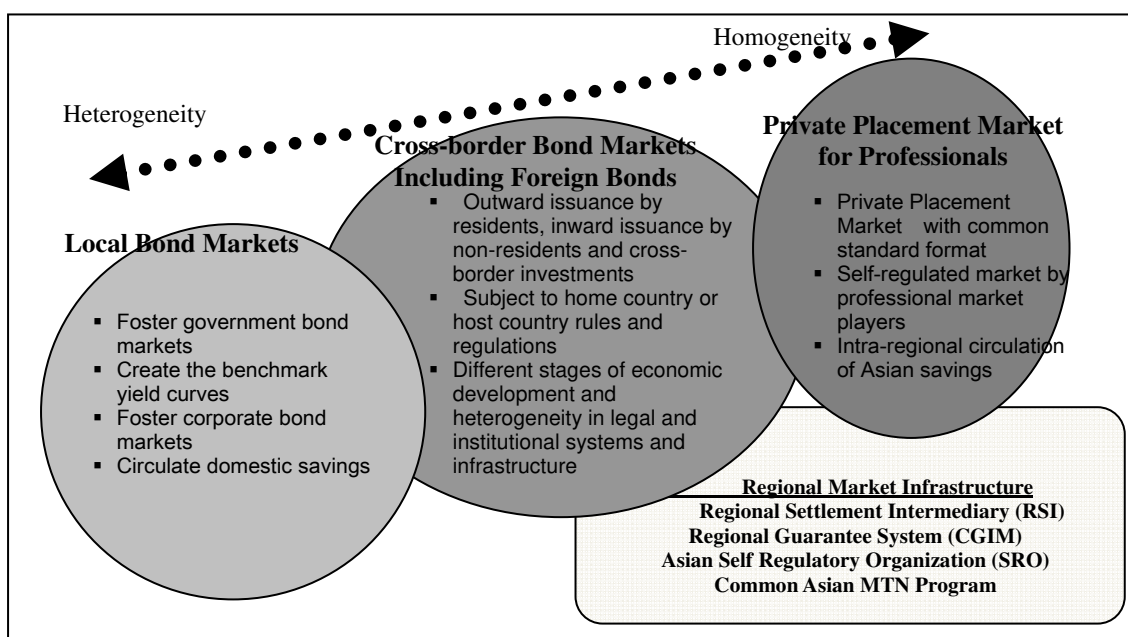 Homogeneity
Heterogeneity
Private Placement Market
for Professionals
▪ Private Placement
Market with common
standard format
▪ Self-regulated market by
professional market
players
▪ Intra-regional circulation
of Asian savings
Cross-border Bond Markets
Including Foreign Bonds
▪ Outward issuance by
residents, inward issuance by
non-residents and cross-
border investments
▪ Subject to home country or
host country rules and
regulations
▪ Different stages of economic
development and
heterogeneity in legal and
institutional systems and
infrastructure
Local Bond Markets
▪ Foster government bond
markets
▪ Create the benchmark
yield curves
▪ Foster corporate bond
markets
▪ Circulate domestic savings
Regional Market Infrastructure
Regional Settlement Intermediary (RSI)
Regional Guarantee System (CGIM)
Asian Self Regulatory Organization (SRO)
Common Asian MTN Program